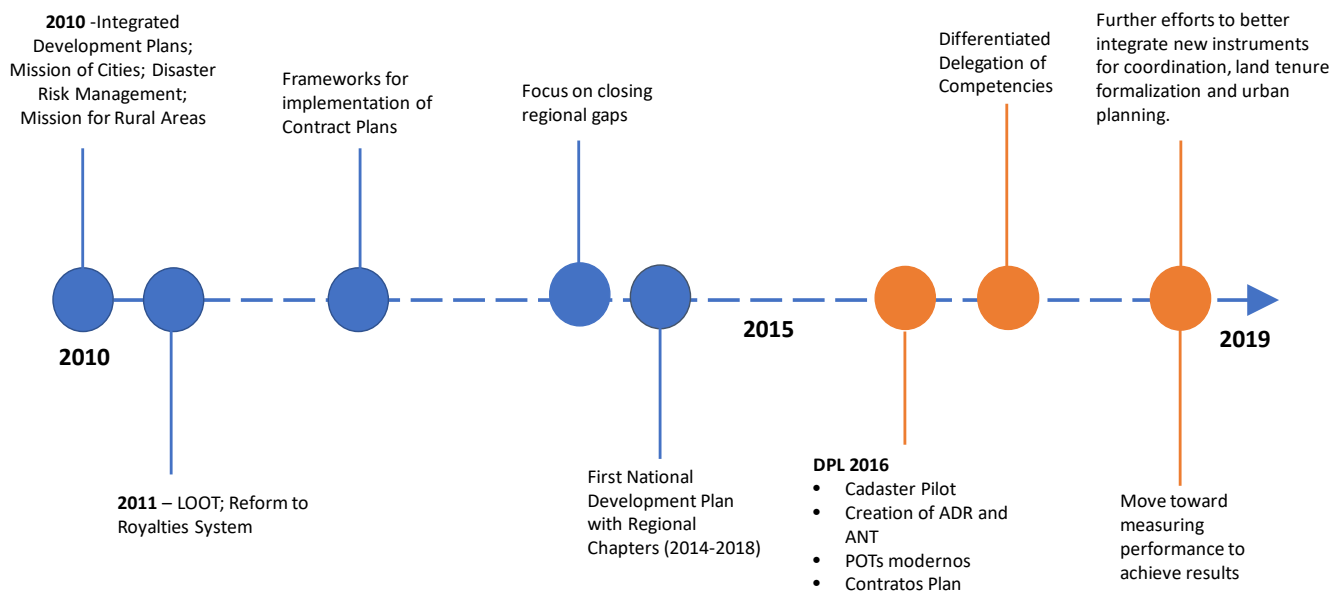 2010 -Integrated
Development Plans;
Mission of Cities; Disaster
Risk Management;
Mission for Rural Areas
Frameworks for
implementation of
Contract Plans
Focus on closing
regional gaps
Differentiated
Delegation of
Competencies
Further efforts to better
integrate new instruments
for coordination, land tenure
formalization and urban
planning.
2010
2015
2019
2011 – LOOT; Reform to
Royalties System
First National
Development Plan
with Regional
Chapters (2014-2018)
DPL 2016
• Cadaster Pilot
• Creation of ADR and
ANT
• POTs modernos
• Contratos Plan
Move toward
measuring
performance to
achieve results